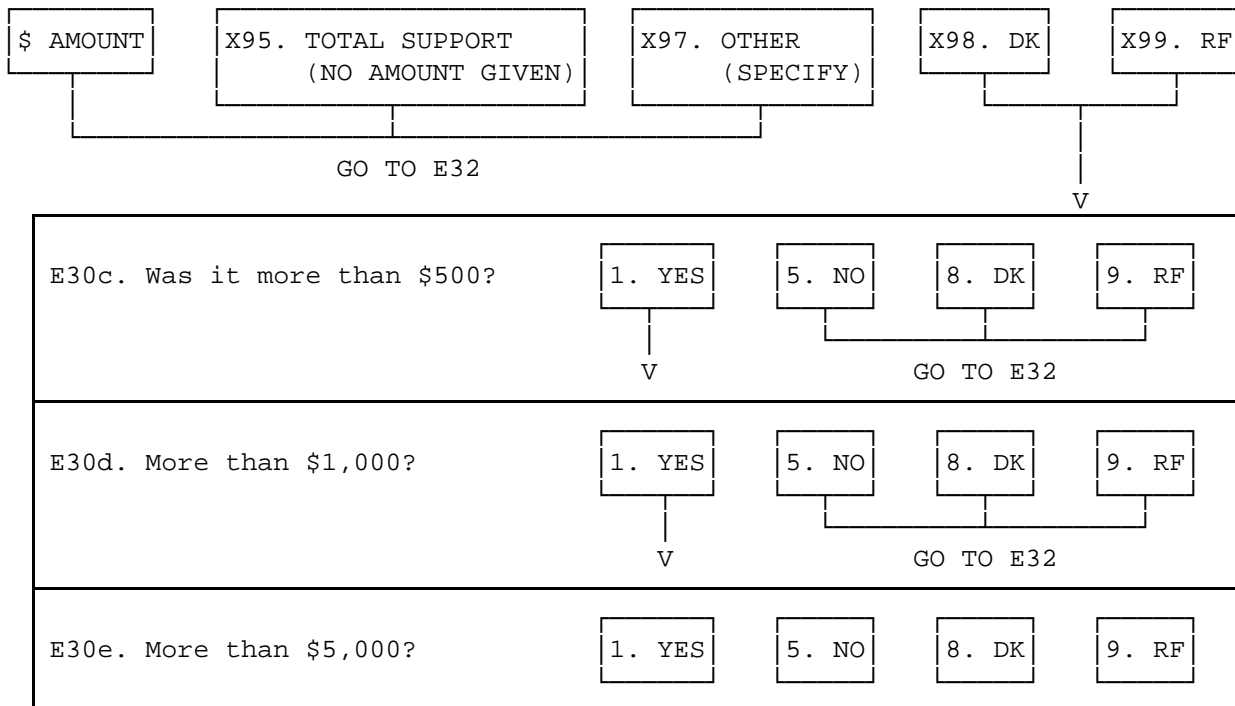 $ AMOUNT X95. TOTAL SUPPORT X97. OTHER X98. DK X99. RF
(NO AMOUNT GIVEN) (SPECIFY)
GO TO E32
V
E30c. Was it more than $500? 1. YES 5. NO 8. DK 9. RF
V GO TO E32
E30d. More than $1,000? 1. YES 5. NO 8. DK 9. RF
V GO TO E32
E30e. More than $5,000? 1. YES 5. NO 8. DK 9. RF